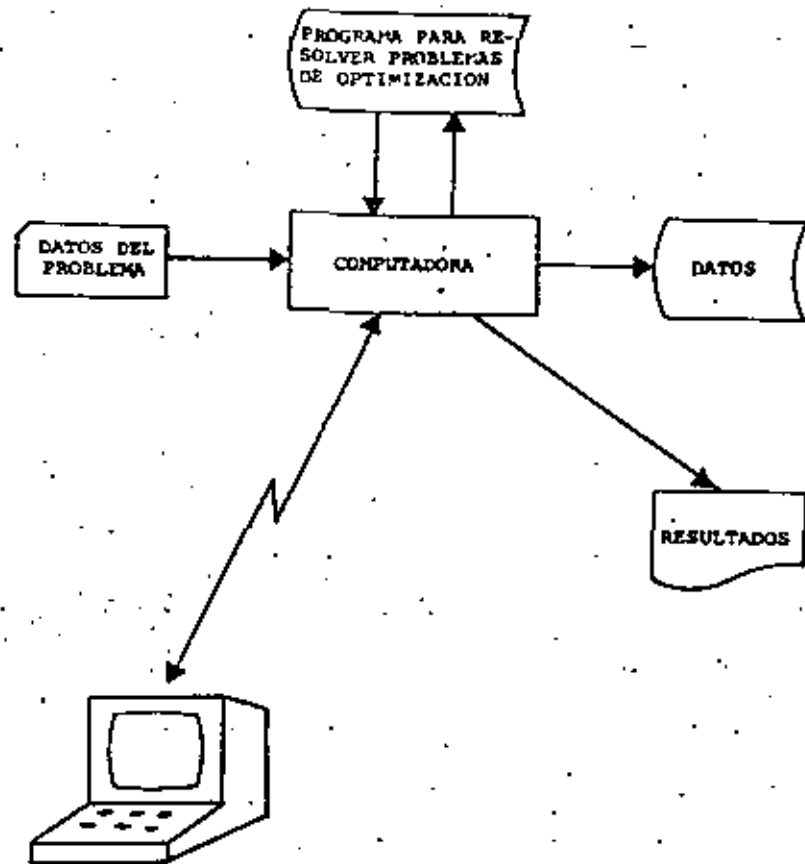 PROGRAMA PARA RE-
SOLVER PROBLEMAS
DE OPTIMIZACION
DATOS DEL
PROBLEMA
COMPUTADORA
DATOS
RESULTADOS